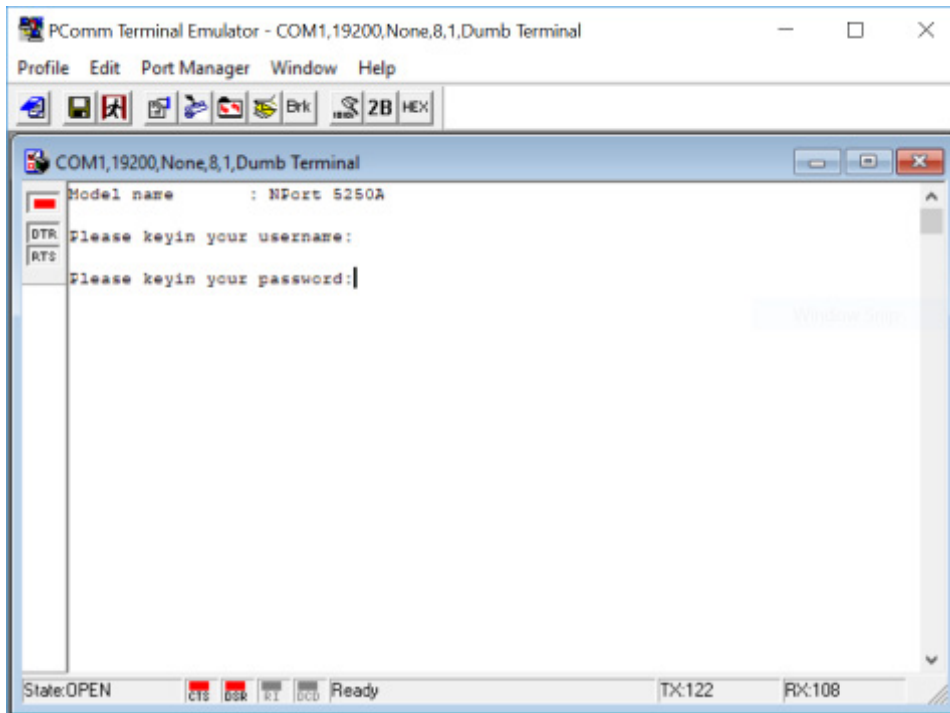 PComm Terminal Emulator - COM1,19200,None,8,1,Dumb Terminal
Profile Edit Port Manager Window Help
Brk 2B HEX
COM1,19200,None,8,1,Dumb Terminal
Model name : NPort 5250A
DTR Please keyin your username:
RTS
Please keyin your password:
Window Snip
State:OPEN CTS DSR RI DCD Ready TX:122 RX:108